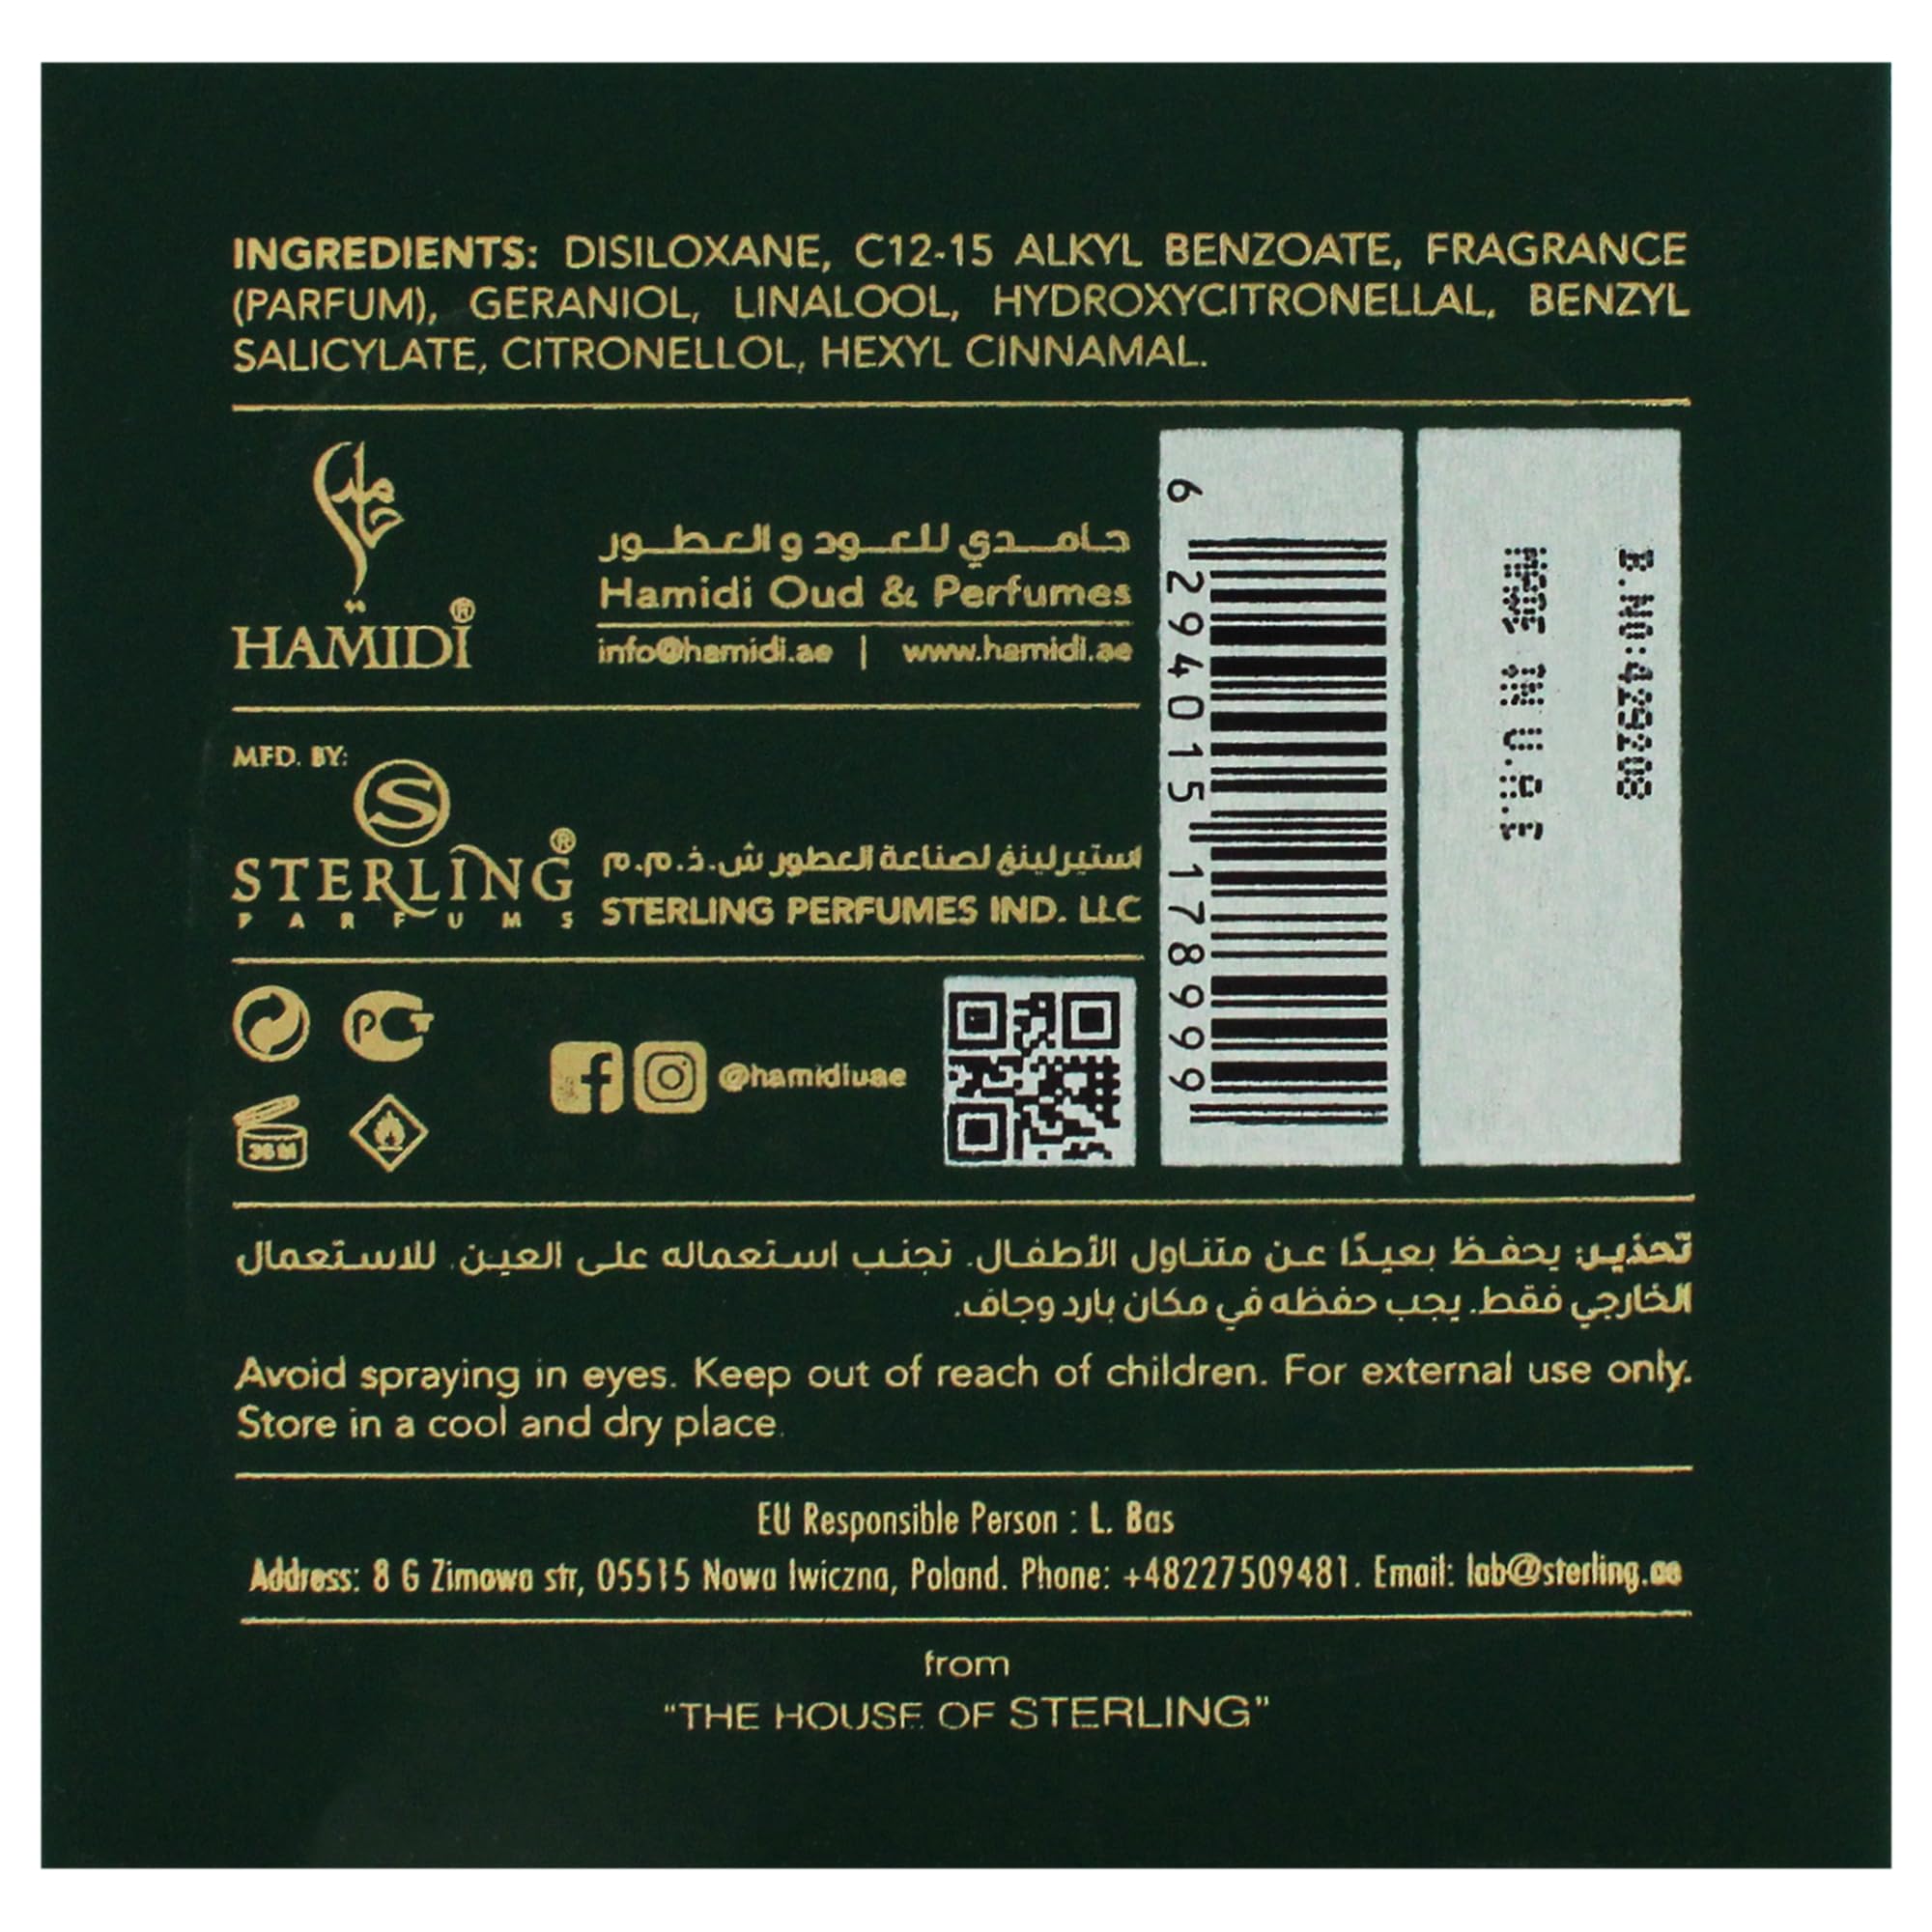 INGREDIENTS: DISILOXANE, C12-15 ALKYL BENZOATE, FRAGRANCE
(PARFUM), GERANIOL, LINALOOL, HYDROXYCITRONELLAL, BENZYL
SALICYLATE, CITRONELLOL, HEXYL CINNAMAL.
HAMIDI®
حامدي للعود و العطور
Hamidi Oud & Perfumes
info@hamidi.ae | www.hamidi.ae
MFD. BY:
S
STERLING®
PARFUMS
استيرلينغ لصناعة العطور ش.ذ.م.م
STERLING PERFUMES IND. LLC
PCT
36 M
@hamidiuae
6 294015 178999
B.NO:429208
MADE IN U.A.E
تحذير: يحفظ بعيدًا عن متناول الأطفال. تجنب استعماله على العين. للاستعمال
الخارجي فقط. يجب حفظه في مكان بارد وجاف.
Avoid spraying in eyes. Keep out of reach of children. For external use only.
Store in a cool and dry place.
EU Responsible Person : L. Bas
Address: 8 G Zimowa str, 05515 Nowa Iwiczna, Poland. Phone: +48227509481. Email: lab@sterling.ae
from
"THE HOUSE OF STERLING"